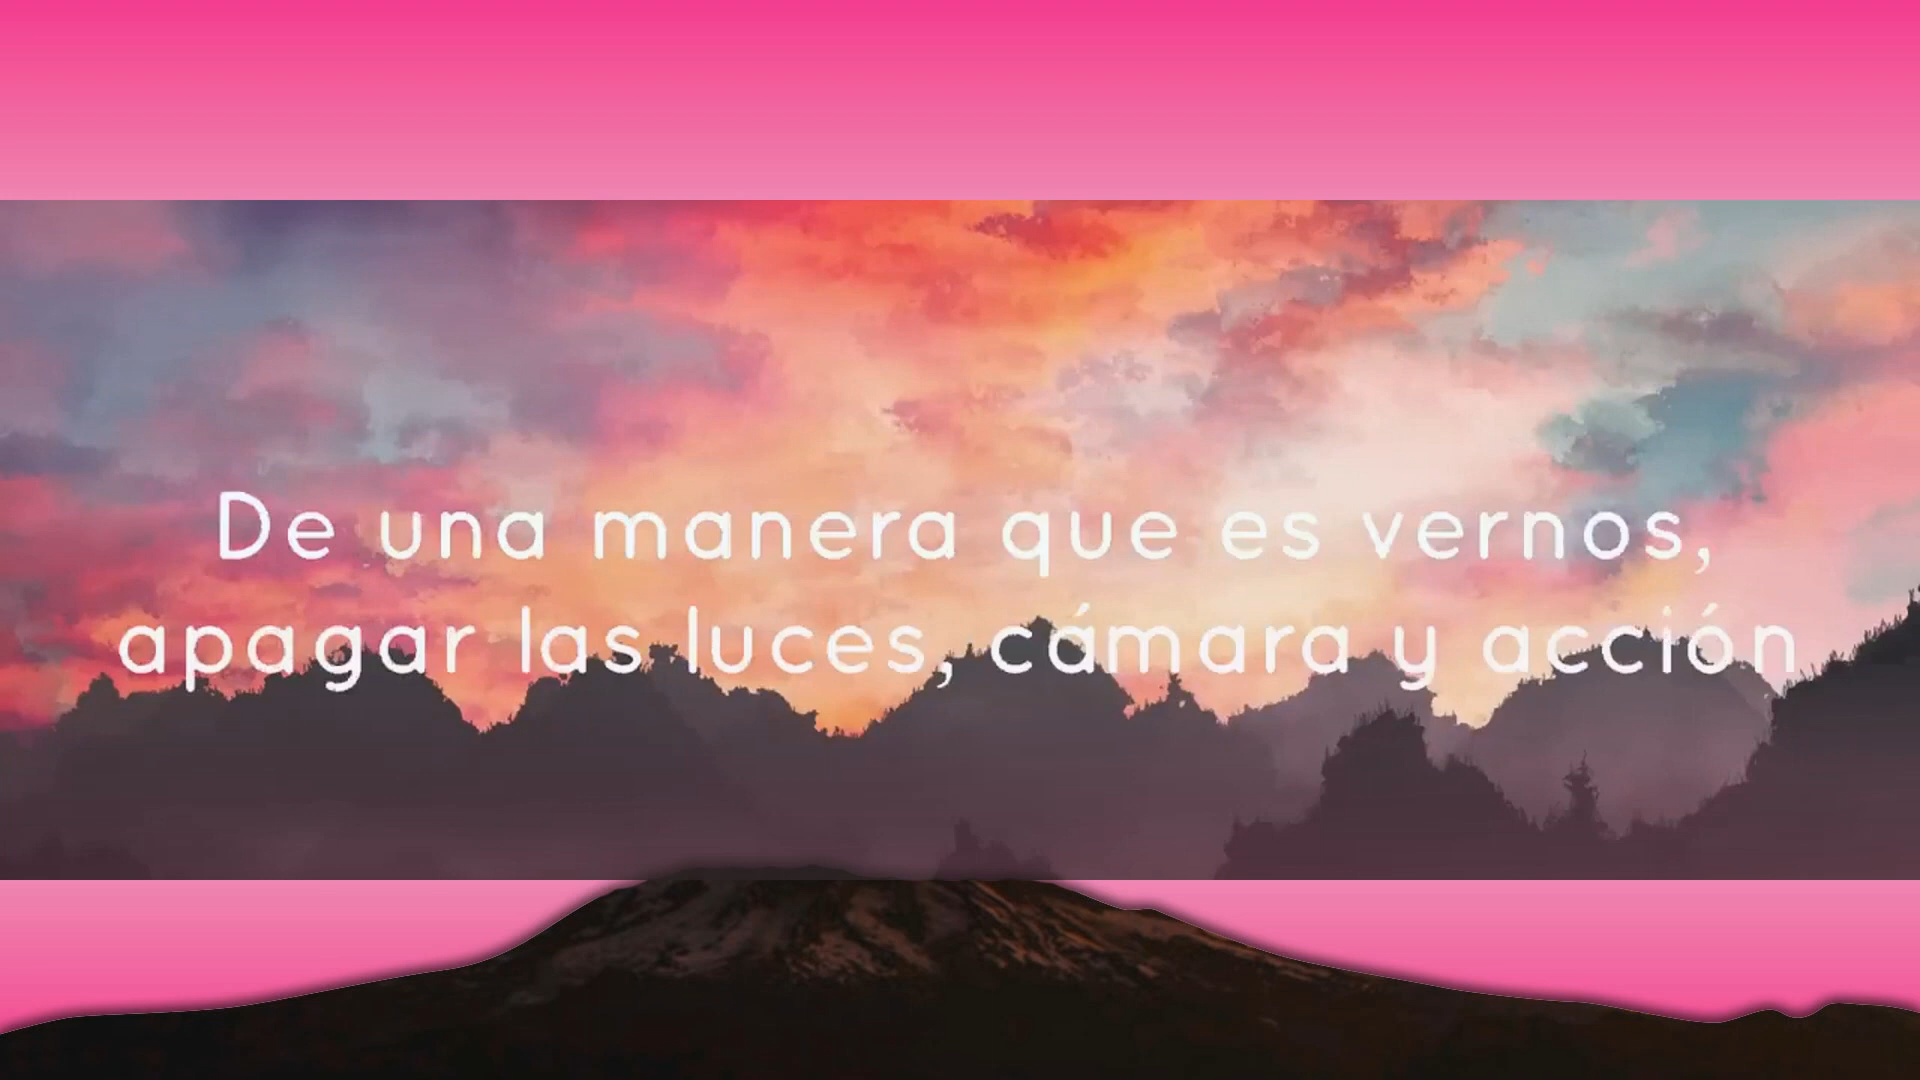 De una manera que es vernos,
apagar las luces, cámara y acción